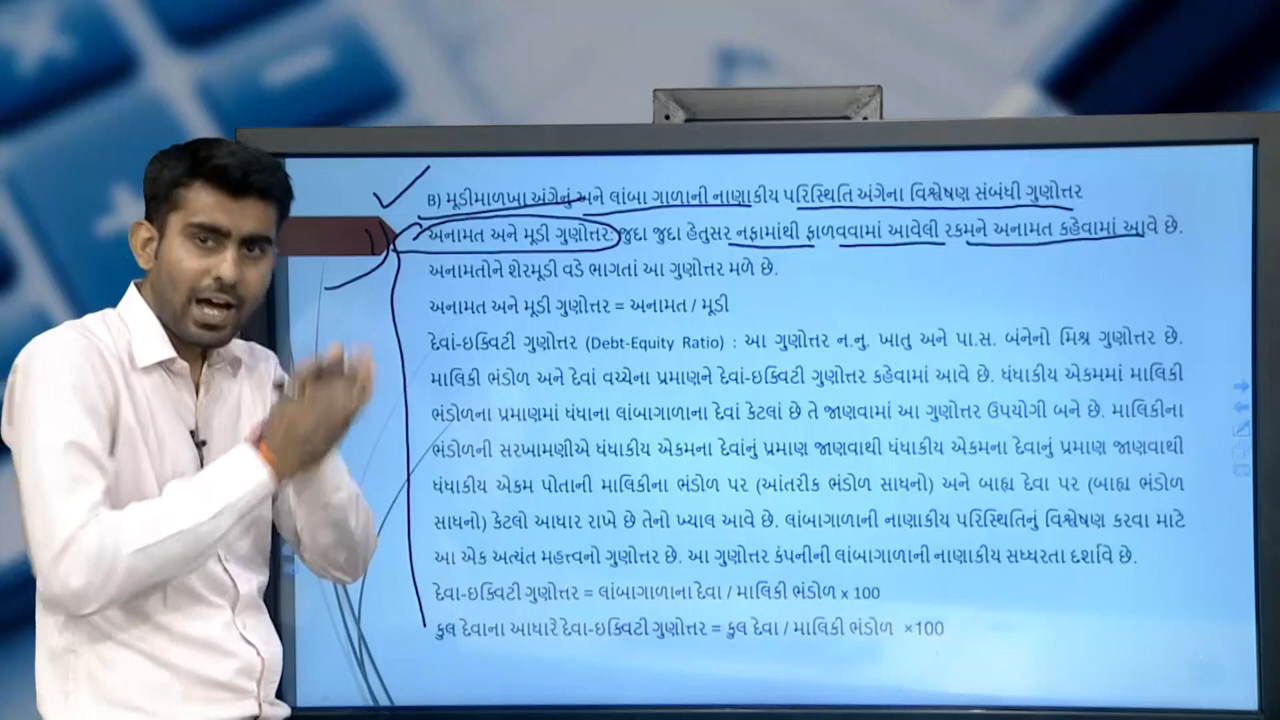 B) મૂડીમાળખા અંગેનું અને લાંબા ગાળાની નાણાકીય પરિસ્થિતિ અંગેના વિશ્લેષણ સંબંધી ગુણોત્તર
અનામત અને મૂડી ગુણોત્તર: જુદા જુદા હેતુસર નફામાંથી ફાળવવામાં આવેલી રકમને અનામત કહેવામાં આવે છે.
અનામતોને શેરમૂડી વડે ભાગતાં આ ગુણોત્તર મળે છે.
અનામત અને મૂડી ગુણોત્તર = અનામત / મૂડી
દેવાં-ઇક્વિટી ગુણોત્તર (Debt-Equity Ratio) : આ ગુણોત્તર ન.નુ. ખાતુ અને પા.સ. બંનેનો મિશ્ર ગુણોત્તર છે.
માલિકી ભંડોળ અને દેવાં વચ્ચેના પ્રમાણને દેવાં-ઇક્વિટી ગુણોત્તર કહેવામાં આવે છે. ધંધાકીય એકમમાં માલિકી
ભંડોળના પ્રમાણમાં ધંધાના લાંબાગાળાના દેવાં કેટલાં છે તે જાણવામાં આ ગુણોત્તર ઉપયોગી બને છે. માલિકીના
ભંડોળની સરખામણીએ ધંધાકીય એકમના દેવાંનું પ્રમાણ જાણવાથી ધંધાકીય એકમના દેવાનું પ્રમાણ જાણવાથી
ધંધાકીય એકમ પોતાની માલિકીના ભંડોળ પર (આંતરીક ભંડોળ સાધનો) અને બાહ્ય દેવા પર (બાહ્ય ભંડોળ
સાધનો) કેટલો આધાર રાખે છે તેનો ખ્યાલ આવે છે. લાંબાગાળાની નાણાકીય પરિસ્થિતિનું વિશ્લેષણ કરવા માટે
આ એક અત્યંત મહત્ત્વનો ગુણોત્તર છે. આ ગુણોત્તર કંપનીની લાંબાગાળાની નાણાકીય સધ્ધરતા દર્શાવે છે.
દેવા-ઇક્વિટી ગુણોત્તર = લાંબાગાળાના દેવા / માલિકી ભંડોળ x 100
કુલ દેવાના આધારે દેવા-ઇક્વિટી ગુણોત્તર = કુલ દેવા / માલિકી ભંડોળ ×100